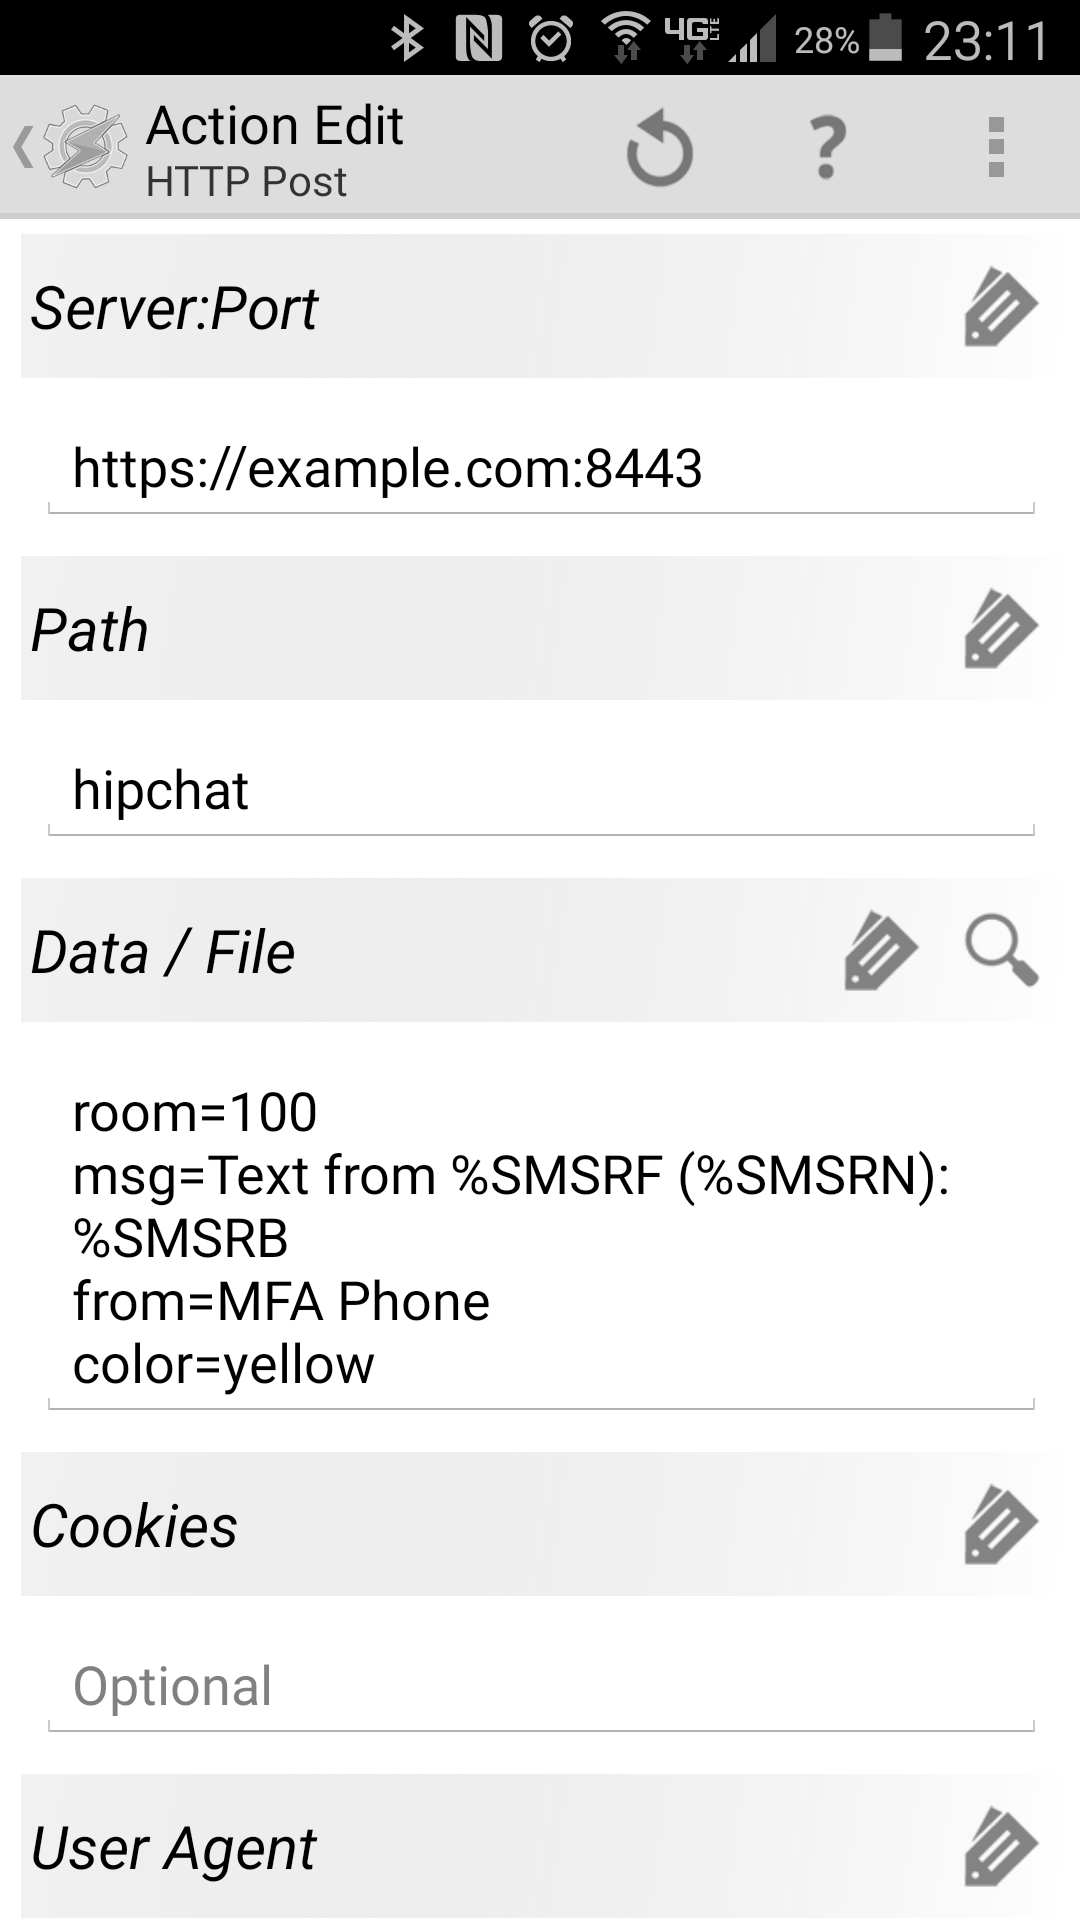 4G LTE 28% 23:11
Action Edit
HTTP Post
?
Server:Port
https://example.com:8443
Path
hipchat
Data / File
room=100
msg=Text from %SMSRF (%SMSRN):
%SMSRB
from=MFA Phone
color=yellow
Cookies
Optional
User Agent